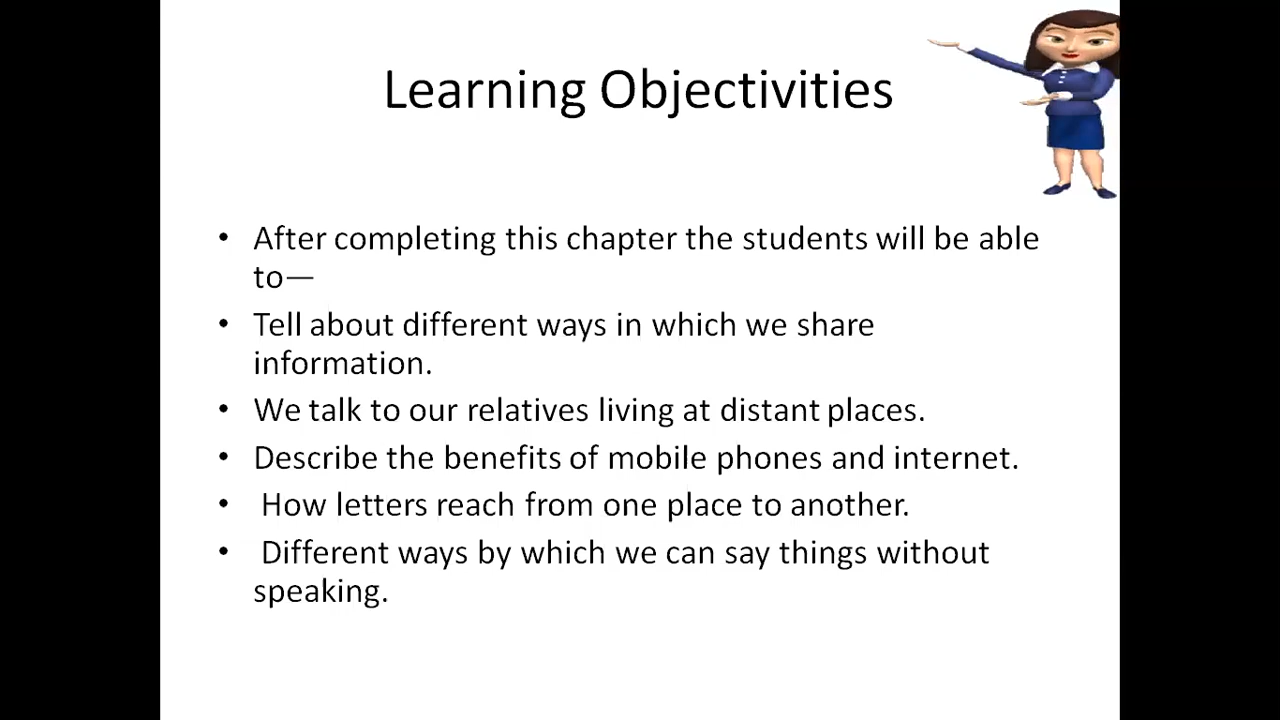 Learning Objectivities
• After completing this chapter the students will be able
to—
• Tell about different ways in which we share
information.
• We talk to our relatives living at distant places.
• Describe the benefits of mobile phones and internet.
• How letters reach from one place to another.
• Different ways by which we can say things without
speaking.